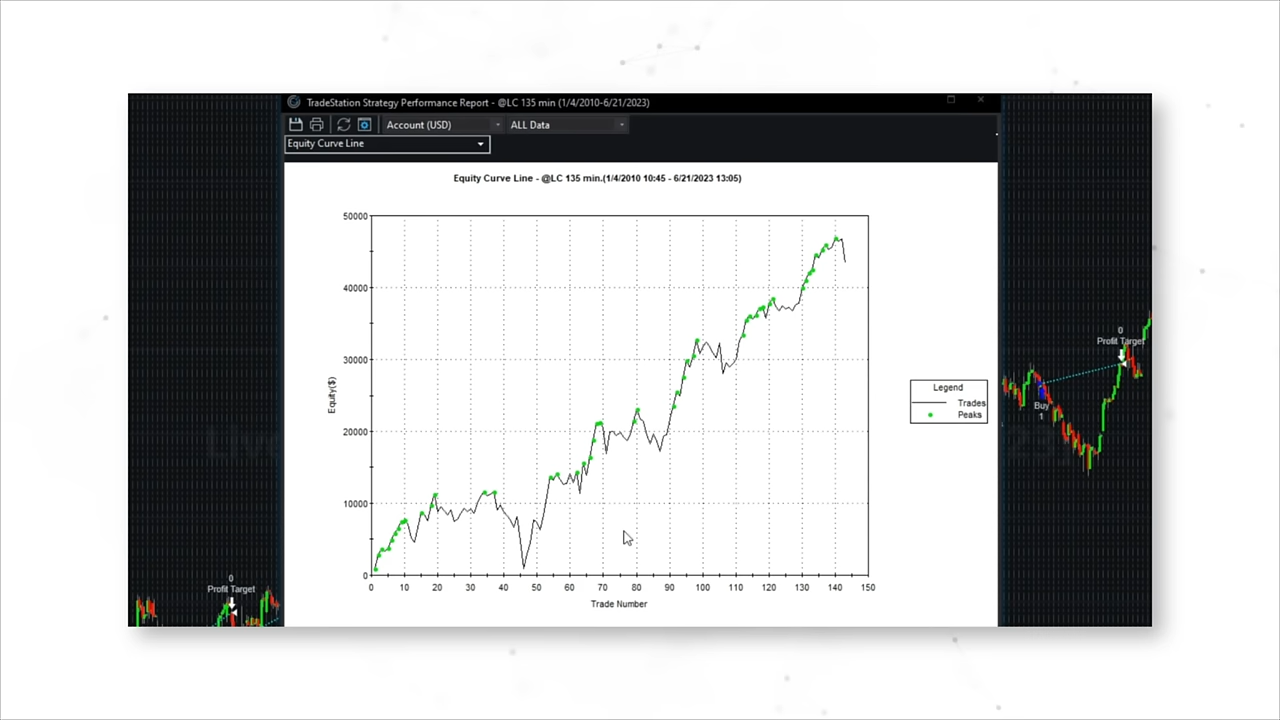 TradeStation Strategy Performance Report - @LC 135 min (1/4/2010-6/21/2023)
Account (USD) ALL Data
Equity Curve Line
Equity Curve Line - @LC 135 min.(1/4/2010 10:45 - 6/21/2023 13:05)
50000
40000
30000
20000
10000
0
Equity($)
0 10 20 30 40 50 60 70 80 90 100 110 120 130 140 150
Trade Number
Legend
Trades
Peaks
0
Profit Target
Buy
1
0
Profit Target